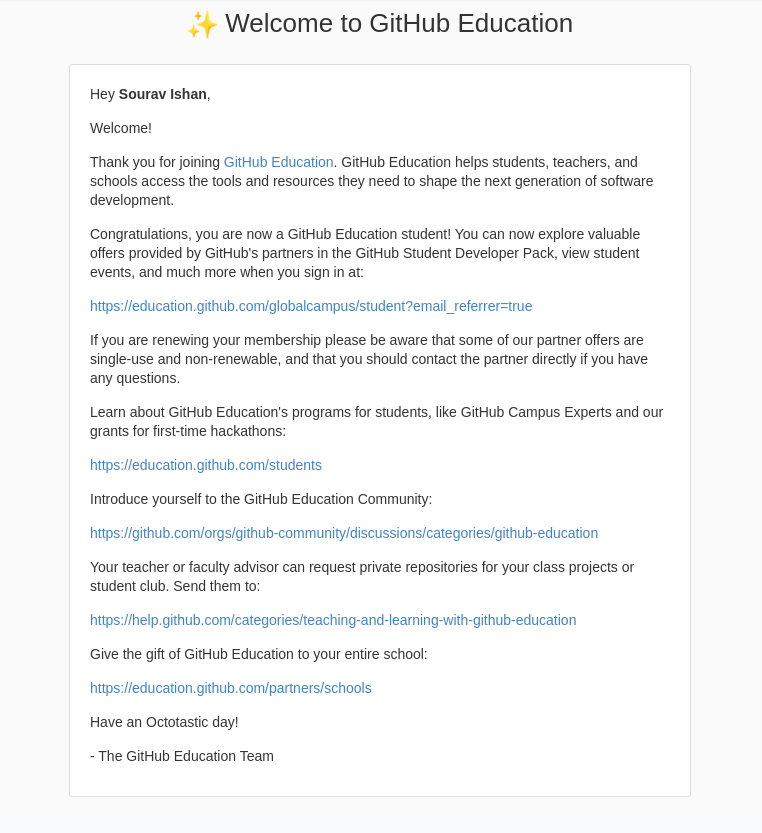 ✨ Welcome to GitHub Education
Hey Sourav Ishan,
Welcome!
Thank you for joining GitHub Education. GitHub Education helps students, teachers, and
schools access the tools and resources they need to shape the next generation of software
development.
Congratulations, you are now a GitHub Education student! You can now explore valuable
offers provided by GitHub's partners in the GitHub Student Developer Pack, view student
events, and much more when you sign in at:
https://education.github.com/globalcampus/student?email_referrer=true
If you are renewing your membership please be aware that some of our partner offers are
single-use and non-renewable, and that you should contact the partner directly if you have
any questions.
Learn about GitHub Education's programs for students, like GitHub Campus Experts and our
grants for first-time hackathons:
https://education.github.com/students
Introduce yourself to the GitHub Education Community:
https://github.com/orgs/github-community/discussions/categories/github-education
Your teacher or faculty advisor can request private repositories for your class projects or
student club. Send them to:
https://help.github.com/categories/teaching-and-learning-with-github-education
Give the gift of GitHub Education to your entire school:
https://education.github.com/partners/schools
Have an Octotastic day!
- The GitHub Education Team